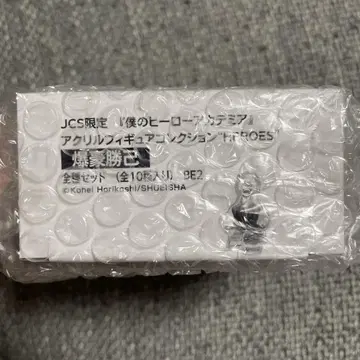 JCS限定 『僕のヒーローアカデミア』
アクリルフィギュアコレクション"HEROES"
爆豪勝己
全種セット (全10種入り) BE2
©Kohei Horikoshi/SHUEISHA